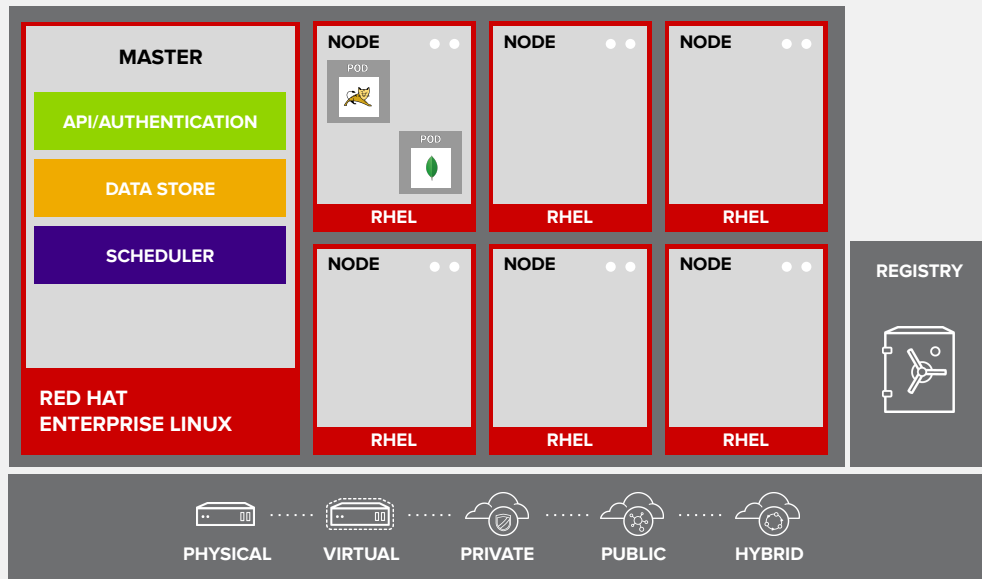 MASTER
API/AUTHENTICATION
DATA STORE
SCHEDULER
RED HAT
ENTERPRISE LINUX
NODE
POD
POD
RHEL
NODE
RHEL
NODE
RHEL
NODE
RHEL
NODE
RHEL
NODE
RHEL
REGISTRY
PHYSICAL
VIRTUAL
PRIVATE
PUBLIC
HYBRID